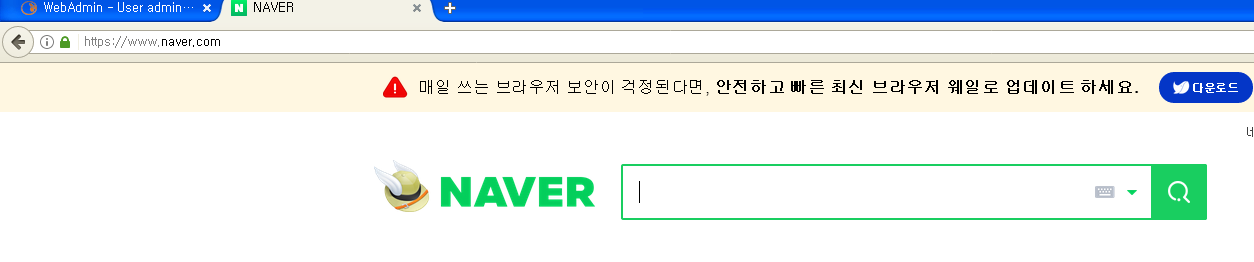 WebAdmin - User admin...
NAVER
https://www.naver.com
매일 쓰는 브라우저 보안이 걱정된다면, 안전하고 빠른 최신 브라우저 웨일로 업데이트 하세요.
다운로드
네
NAVER